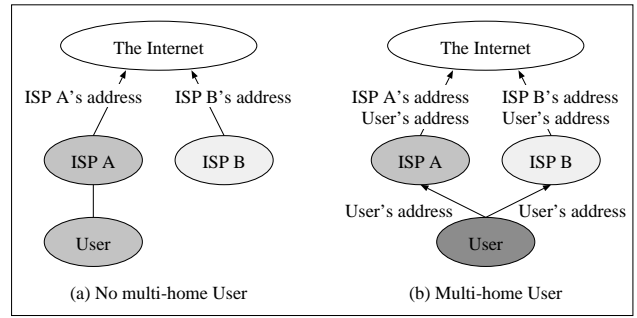 The Internet
ISP A's address
ISP B's address
ISP A
ISP B
User
(a) No multi-home User
The Internet
ISP A's address
User's address
ISP B's address
User's address
ISP A
ISP B
User's address
User's address
User
(b) Multi-home User